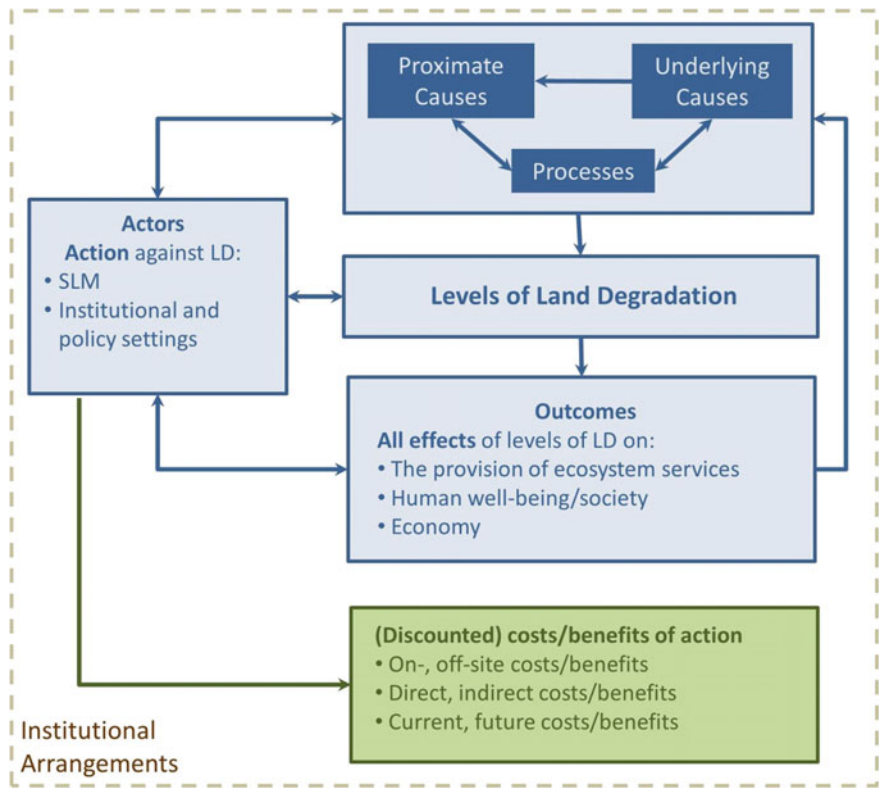 Proximate
Causes
Underlying
Causes
Processes
Actors
Action against LD:
• SLM
• Institutional and
policy settings
Levels of Land Degradation
Outcomes
All effects of levels of LD on:
• The provision of ecosystem services
• Human well-being/society
• Economy
(Discounted) costs/benefits of action
• On-, off-site costs/benefits
• Direct, indirect costs/benefits
• Current, future costs/benefits
Institutional
Arrangements